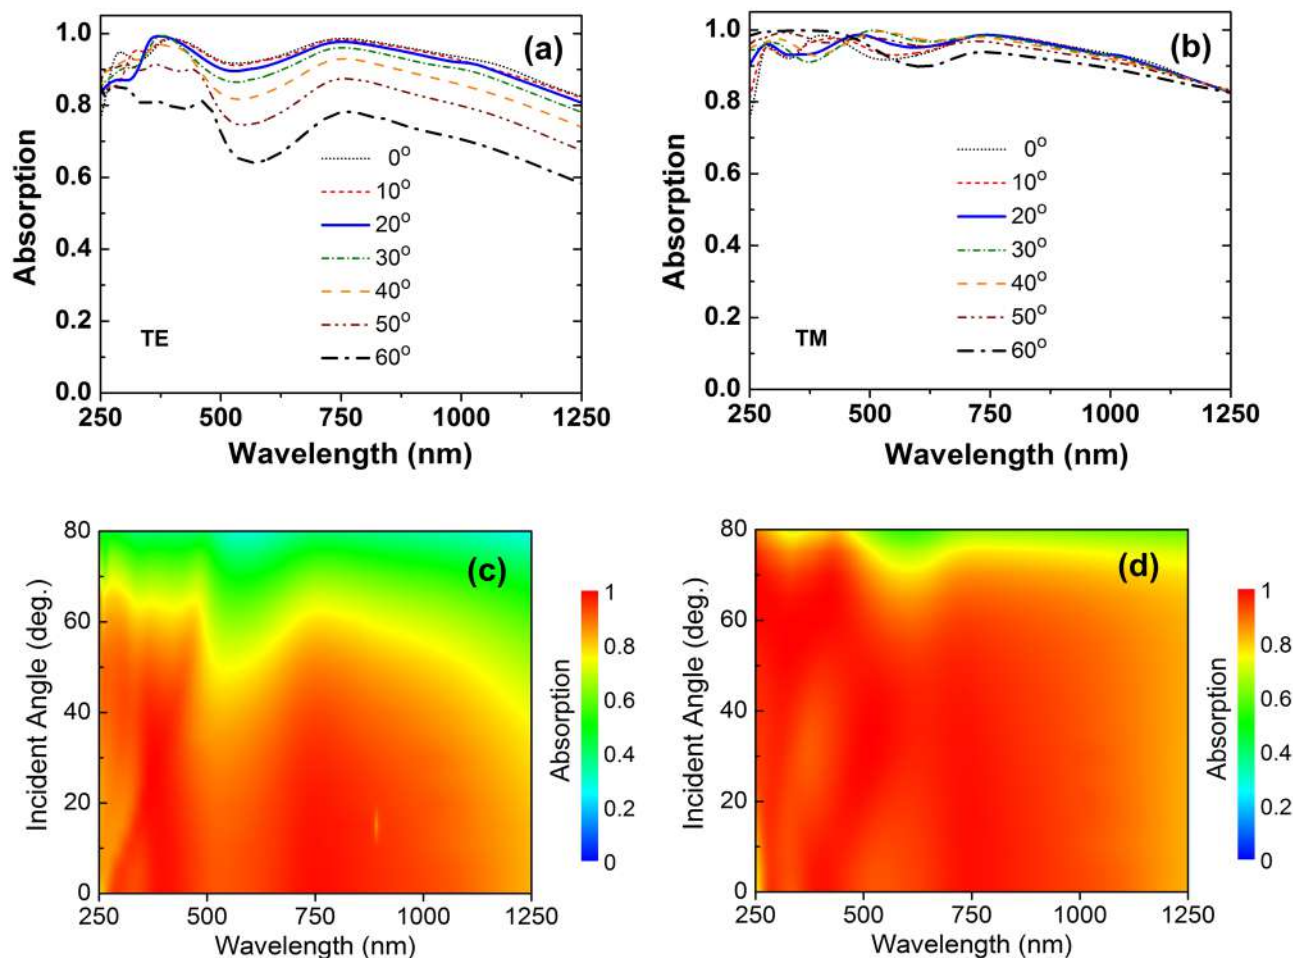 (a)
1.0
0.8
0.6
0.4
0.2
0.0
Absorption
0°
10°
20°
30°
40°
50°
60°
TE
250 500 750 1000 1250
Wavelength (nm)
(b)
1.0
0.8
0.6
0.4
0.2
0.0
Absorption
0°
10°
20°
30°
40°
50°
60°
TM
250 500 750 1000 1250
Wavelength (nm)
(c)
80
60
40
20
0
Incident Angle (deg.)
250 500 750 1000 1250
Wavelength (nm)
Absorption
1
0.8
0.6
0.4
0.2
0
(d)
80
60
40
20
0
Incident Angle (deg.)
250 500 750 1000 1250
Wavelength (nm)
Absorption
1
0.8
0.6
0.4
0.2
0